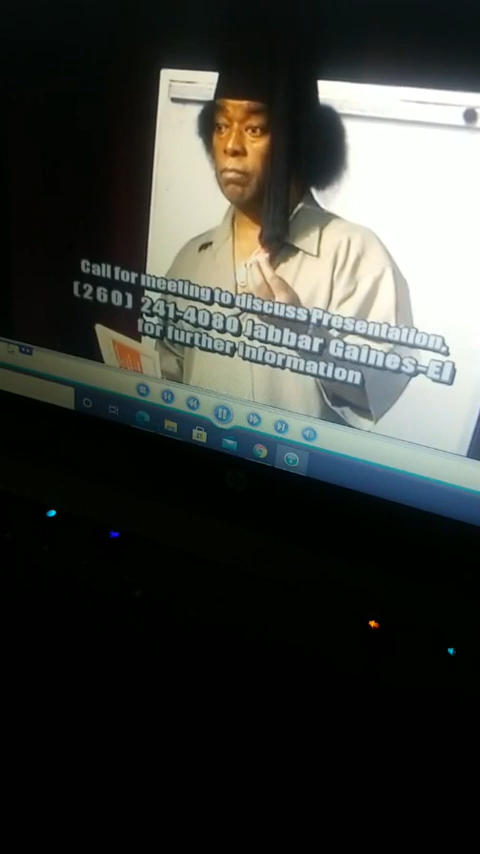 Call for meeting to discuss Presentation,
(260) 241-4080 Jabbar Gaines-El
for further Information